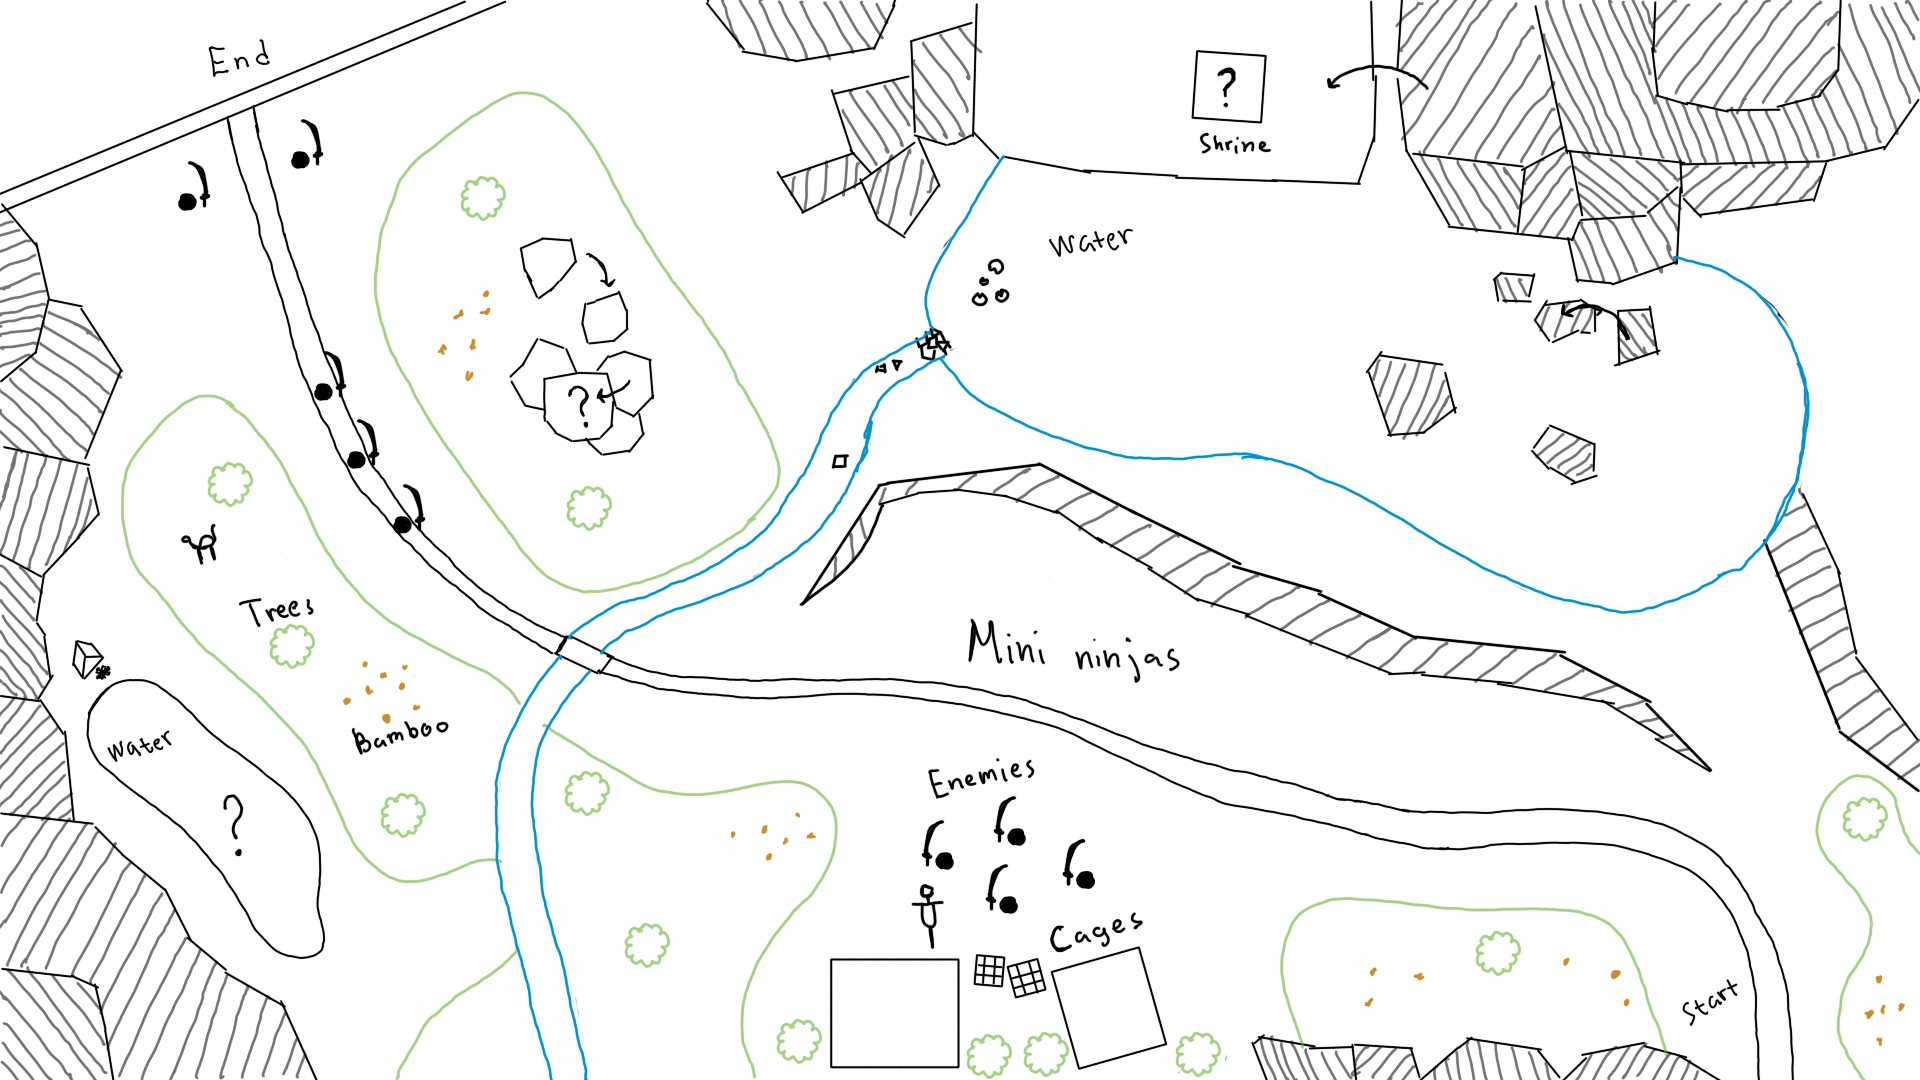 End
?
Shrine
Water
?
Trees
Mini ninjas
Bamboo
Water
?
Enemies
Cages
Start